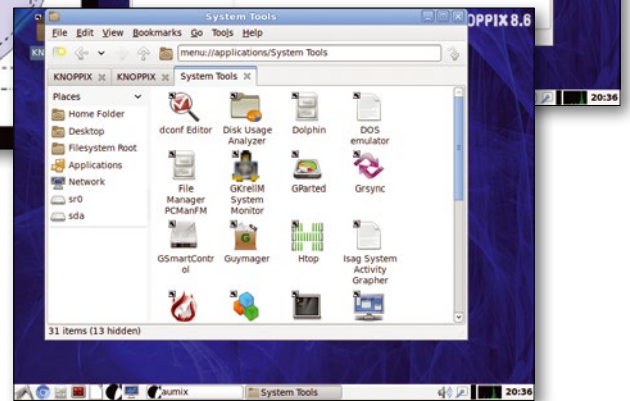 System Tools
OPPIX 8.6
File Edit View Bookmarks Go Tools Help
KN
menu://applications/System Tools
KNOPPIX KNOPPIX System Tools
Places
Home Folder
Desktop
Filesystem Root
Applications
Network
sr0
sda
dconf Editor
Disk Usage
Analyzer
Dolphin
DOS
emulator
File
Manager
PCManFM
GKrellM
System
Monitor
GParted
Grsync
GSmartContr
ol
Guymager
Htop
Isag System
Activity
Grapher
31 items (13 hidden)
aumix
System Tools
20:36
20:36